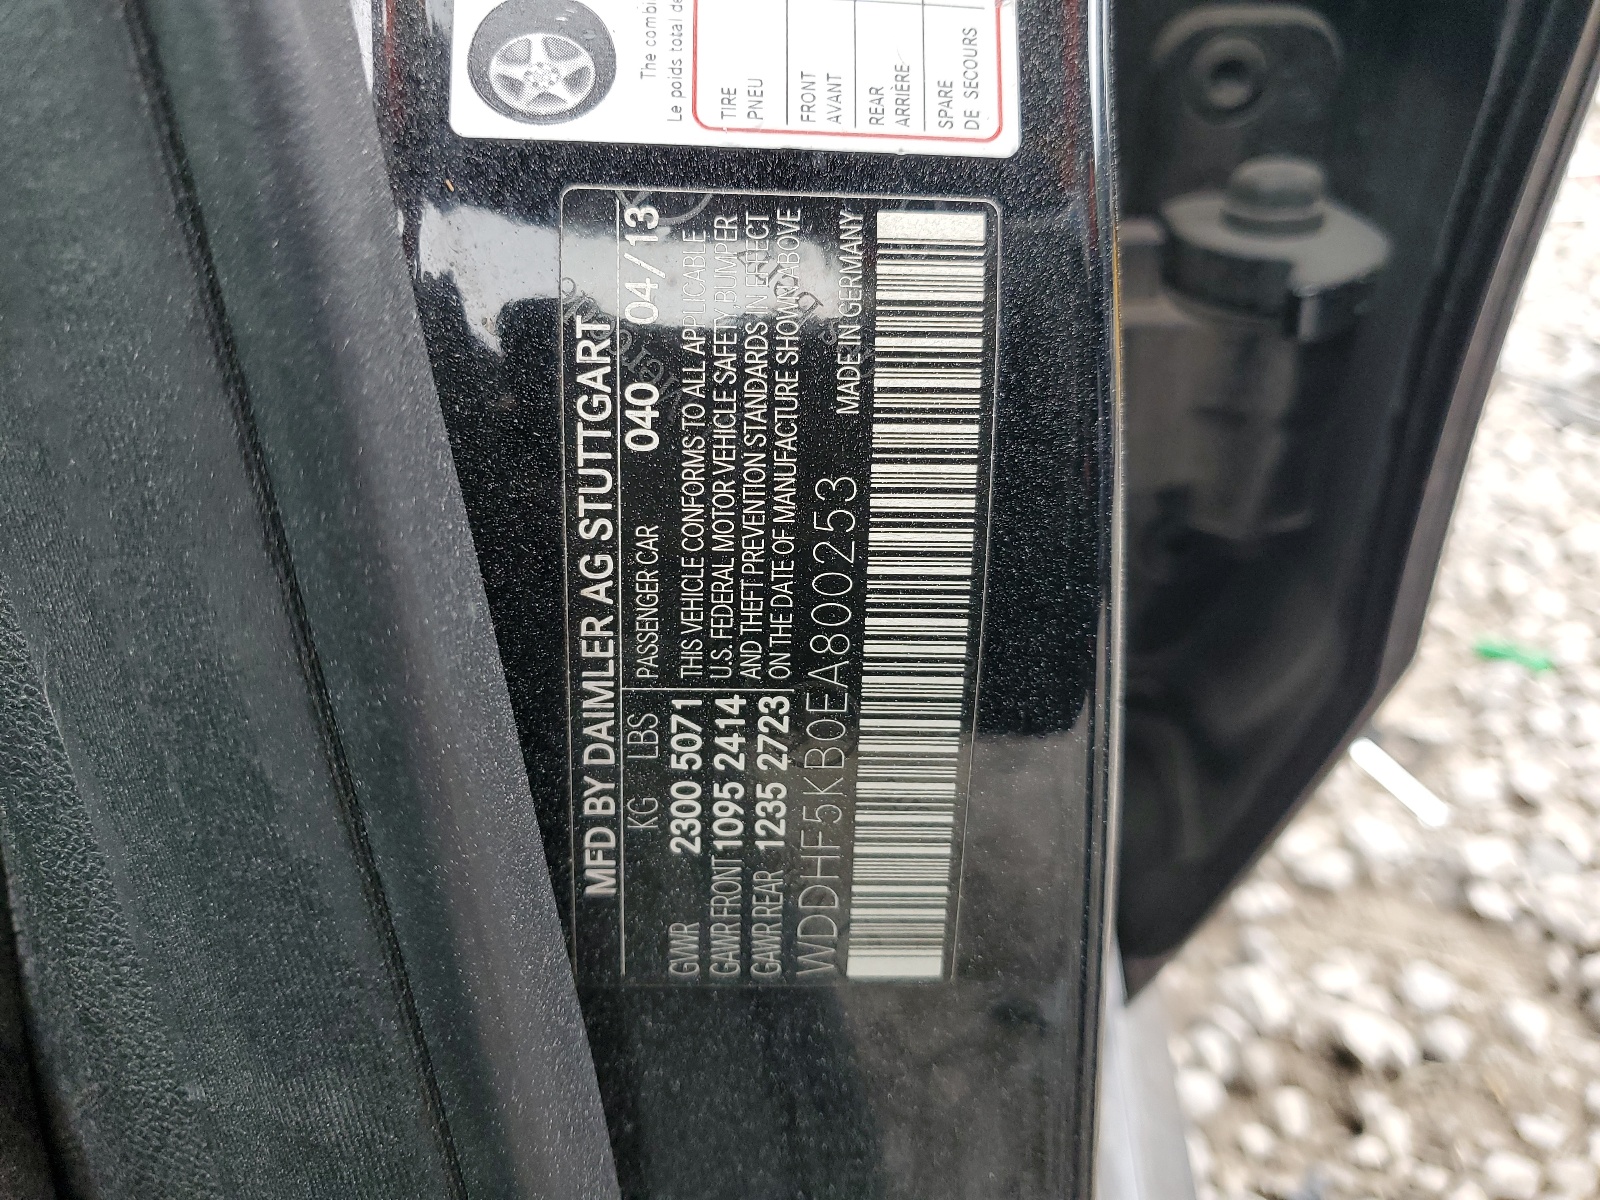 The combi
Le poids total de
TIRE
PNEU
FRONT
AVANT
REAR
ARRIÈRE
SPARE
DE SECOURS
MFD BY DAIMLER AG STUTTGART
KG LBS PASSENGER CAR 040 04/13
GVWR 2300 5071
GAWR FRONT 1095 2414
GAWR REAR 1235 2723
THIS VEHICLE CONFORMS TO ALL APPLICABLE
U.S. FEDERAL MOTOR VEHICLE SAFETY, BUMPER
AND THEFT PREVENTION STANDARDS IN EFFECT
ON THE DATE OF MANUFACTURE SHOWN ABOVE
WDDHF5KB0EA800253 MADE IN GERMANY